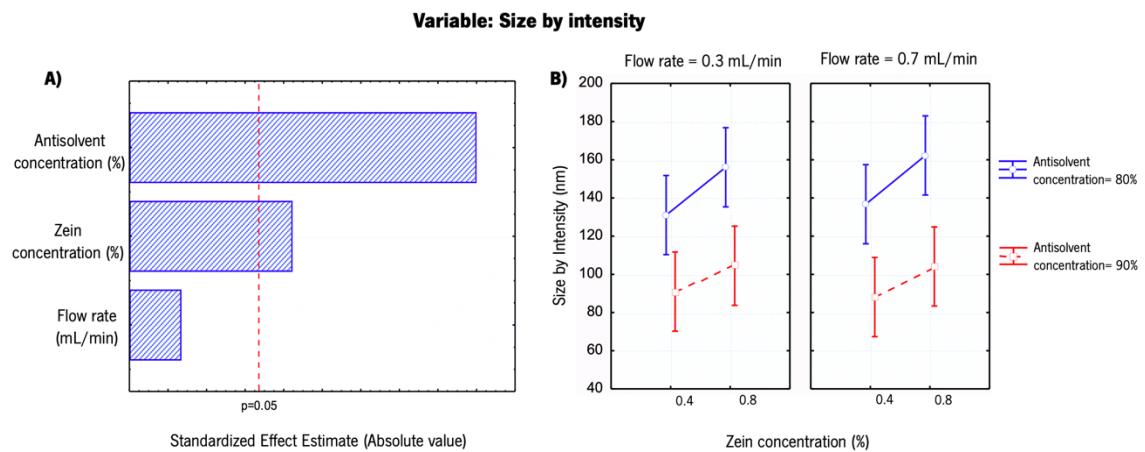 Variable: Size by intensity
A)
Antisolvent
concentration (%)
Zein
concentration (%)
Flow rate
(mL/min)
p=0.05
Standardized Effect Estimate (Absolute value)
B)
Flow rate = 0.3 mL/min
Flow rate = 0.7 mL/min
Size by Intensity (nm)
200
180
160
140
120
100
80
60
40
0.4
0.8
0.4
0.8
Zein concentration (%)
Antisolvent
concentration= 80%
Antisolvent
concentration= 90%